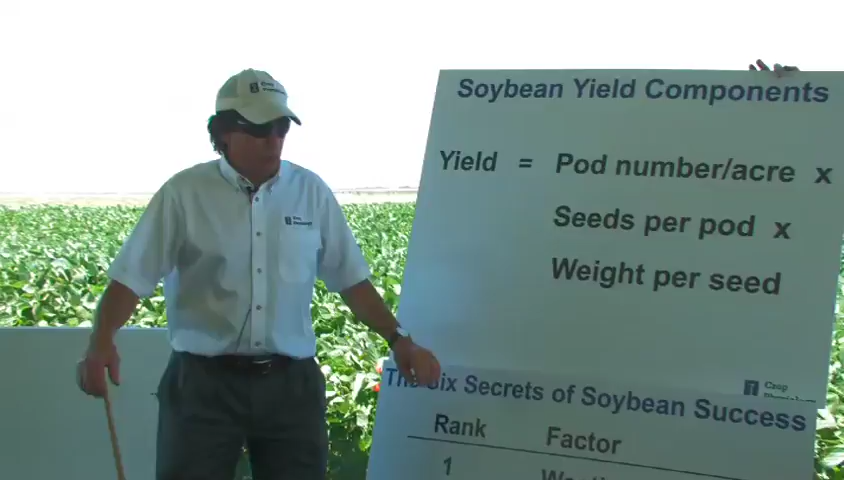 Soybean Yield Components
Yield = Pod number/acre x
Seeds per pod x
Weight per seed
Crop
The Six Secrets of Soybean Success
Rank Factor
1